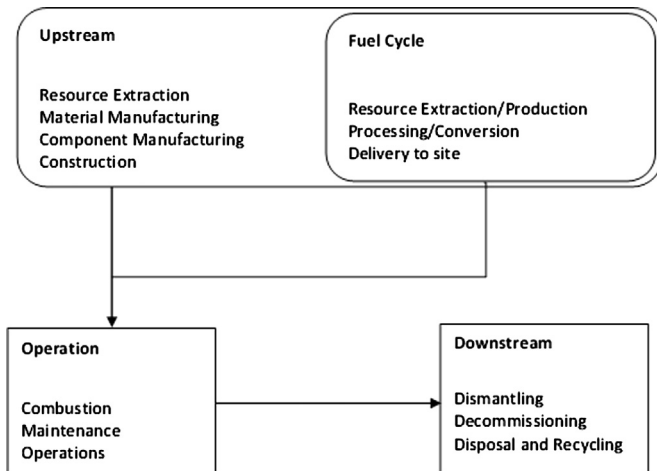 Upstream
Resource Extraction
Material Manufacturing
Component Manufacturing
Construction
Fuel Cycle
Resource Extraction/Production
Processing/Conversion
Delivery to site
Operation
Combustion
Maintenance
Operations
Downstream
Dismantling
Decommissioning
Disposal and Recycling